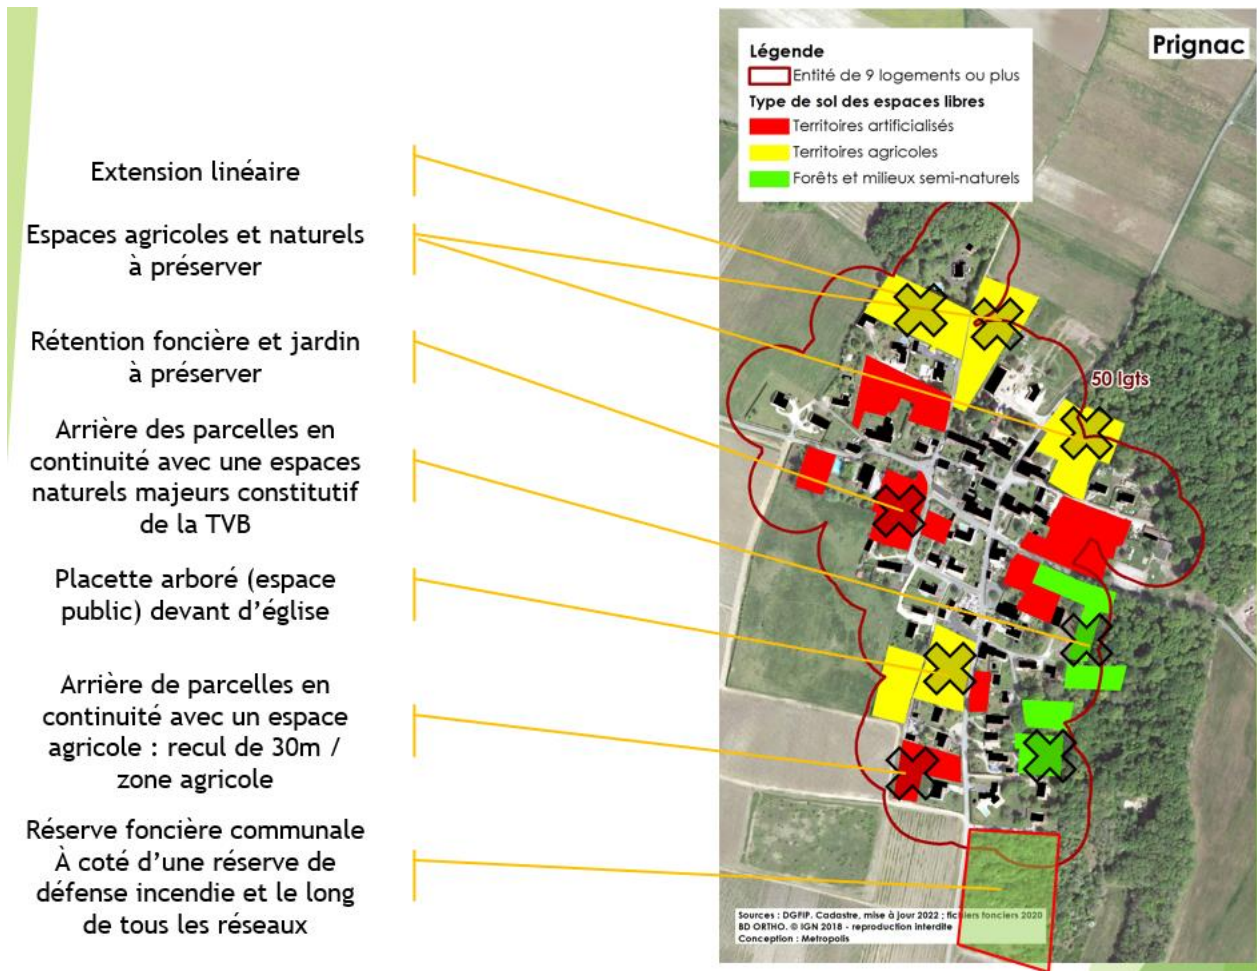 Extension linéaire
Espaces agricoles et naturels
à préserver
Rétention foncière et jardin
à préserver
Arrière des parcelles en
continuité avec une espaces
naturels majeurs constitutif
de la TVB
Placette arboré (espace
public) devant d’église
Arrière de parcelles en
continuité avec un espace
agricole : recul de 30m /
zone agricole
Réserve foncière communale
À coté d’une réserve de
défense incendie et le long
de tous les réseaux
Prignac
Légende
Entité de 9 logements ou plus
Type de sol des espaces libres
Territoires artificialisés
Territoires agricoles
Forêts et milieux semi-naturels
50 lgts
Sources : DGFIP. Cadastre, mise à jour 2022 ; fichiers fonciers 2020
BD ORTHO. © IGN 2018 - reproduction interdite
Conception : Metropolis